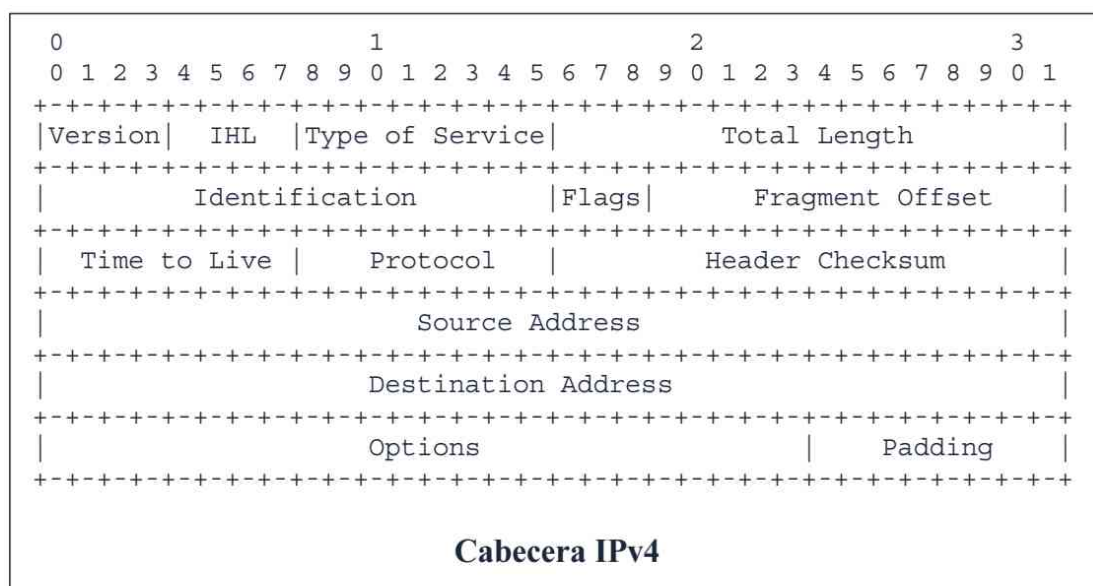 0                   1                   2                   3
0 1 2 3 4 5 6 7 8 9 0 1 2 3 4 5 6 7 8 9 0 1 2 3 4 5 6 7 8 9 0 1
+-+-+-+-+-+-+-+-+-+-+-+-+-+-+-+-+-+-+-+-+-+-+-+-+-+-+-+-+-+-+-+-+
|Version|  IHL  |Type of Service|          Total Length         |
+-+-+-+-+-+-+-+-+-+-+-+-+-+-+-+-+-+-+-+-+-+-+-+-+-+-+-+-+-+-+-+-+
|         Identification        |Flags|      Fragment Offset    |
+-+-+-+-+-+-+-+-+-+-+-+-+-+-+-+-+-+-+-+-+-+-+-+-+-+-+-+-+-+-+-+-+
|  Time to Live |    Protocol   |         Header Checksum       |
+-+-+-+-+-+-+-+-+-+-+-+-+-+-+-+-+-+-+-+-+-+-+-+-+-+-+-+-+-+-+-+-+
|                       Source Address                          |
+-+-+-+-+-+-+-+-+-+-+-+-+-+-+-+-+-+-+-+-+-+-+-+-+-+-+-+-+-+-+-+-+
|                    Destination Address                        |
+-+-+-+-+-+-+-+-+-+-+-+-+-+-+-+-+-+-+-+-+-+-+-+-+-+-+-+-+-+-+-+-+
|                    Options                    |    Padding    |
+-+-+-+-+-+-+-+-+-+-+-+-+-+-+-+-+-+-+-+-+-+-+-+-+-+-+-+-+-+-+-+-+
Cabecera IPv4